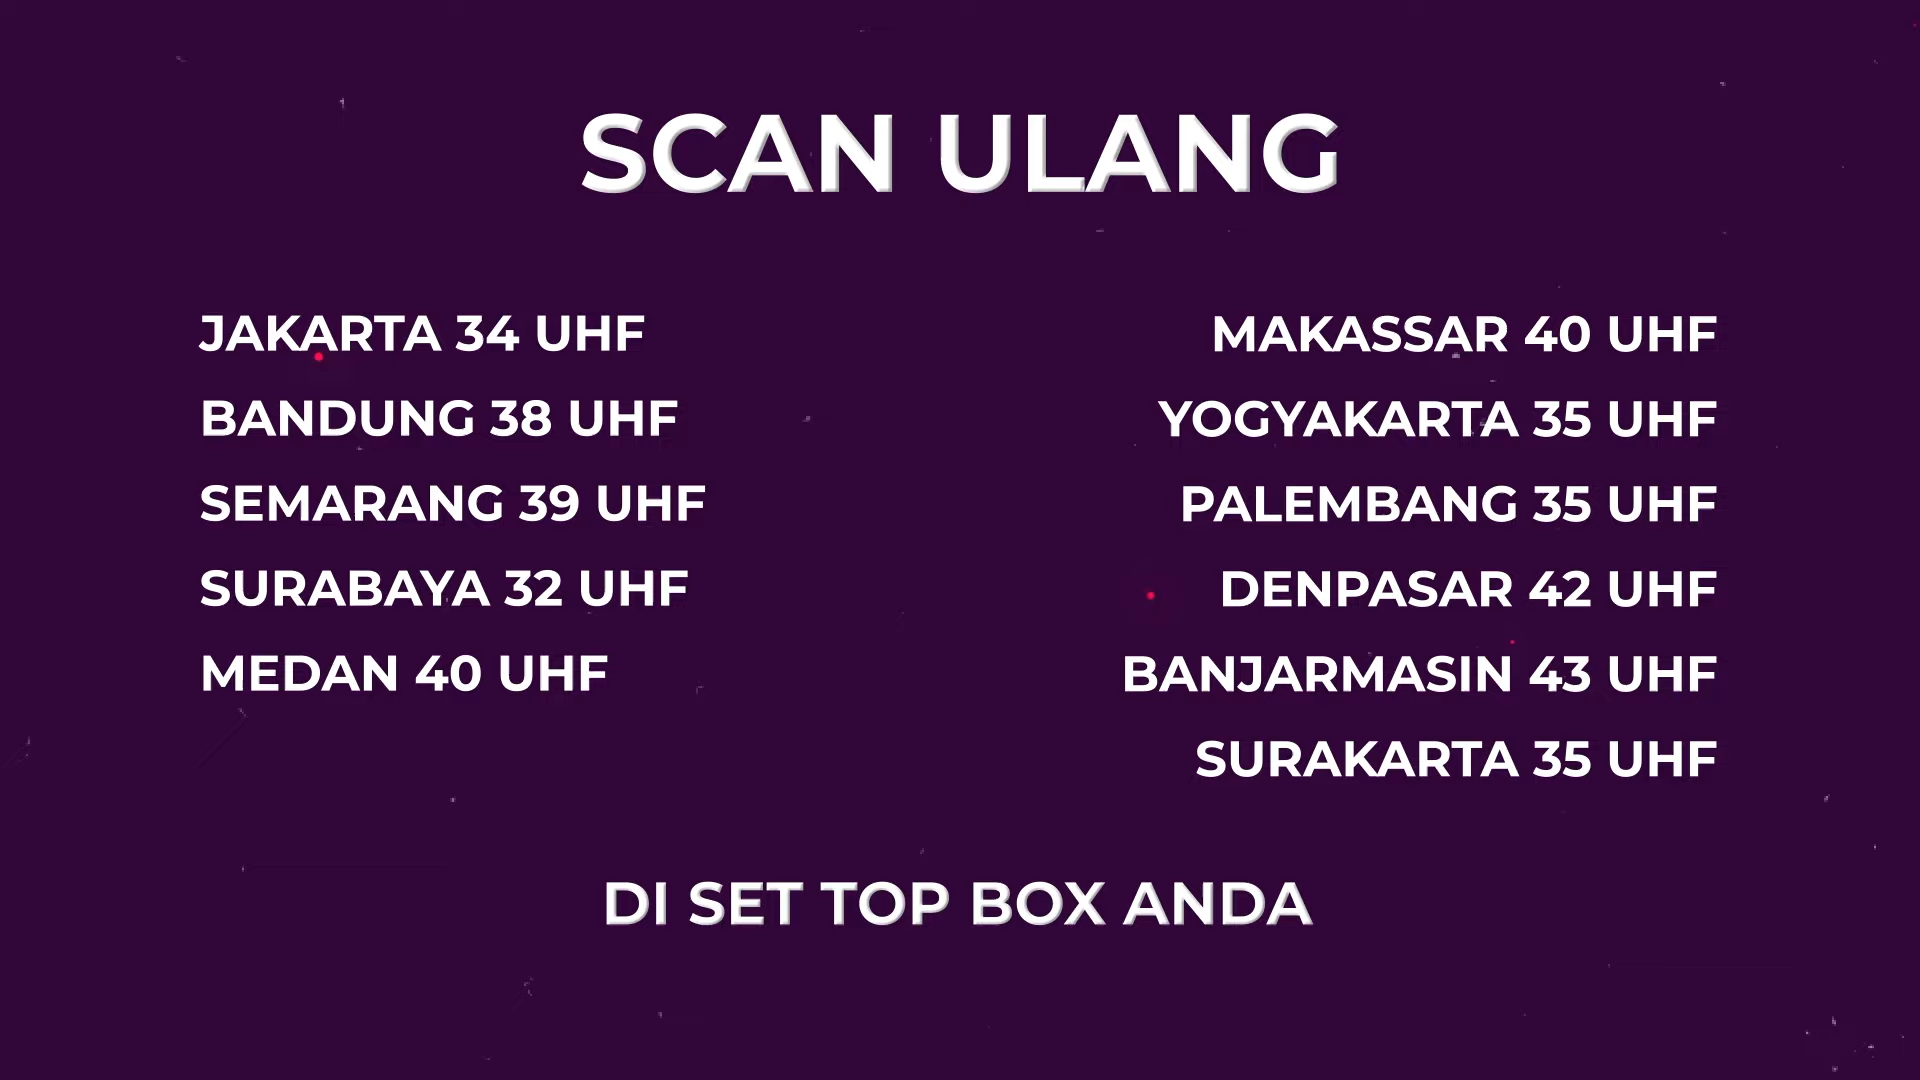 SCAN ULANG
JAKARTA 34 UHF
BANDUNG 38 UHF
SEMARANG 39 UHF
SURABAYA 32 UHF
MEDAN 40 UHF
MAKASSAR 40 UHF
YOGYAKARTA 35 UHF
PALEMBANG 35 UHF
DENPASAR 42 UHF
BANJARMASIN 43 UHF
SURAKARTA 35 UHF
DI SET TOP BOX ANDA